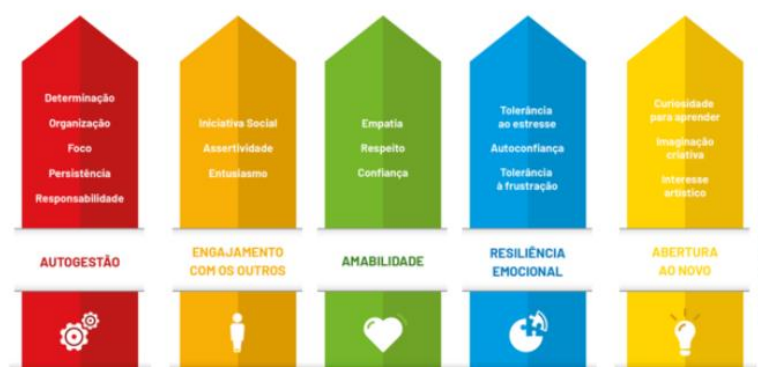 Determinação
Organização
Foco
Persistência
Responsabilidade
AUTOGESTÃO
Iniciativa Social
Assertividade
Entusiasmo
ENGAJAMENTO
COM OS OUTROS
Empatia
Respeito
Confiança
AMABILIDADE
Tolerância
ao estresse
Autoconfiança
Tolerância
à frustração
RESILIÊNCIA
EMOCIONAL
Curiosidade
para aprender
Imaginação
criativa
Interesse
artístico
ABERTURA
AO NOVO